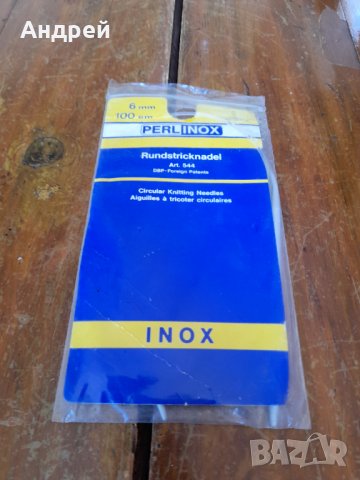 Андрей
6 mm
100 cm
PERLINOX
Rundstricknadel
Art. 544
DBP-Foreign Patents
Circular Knitting Needles
Aiguilles à tricoter circulaires
INOX
BAZAR